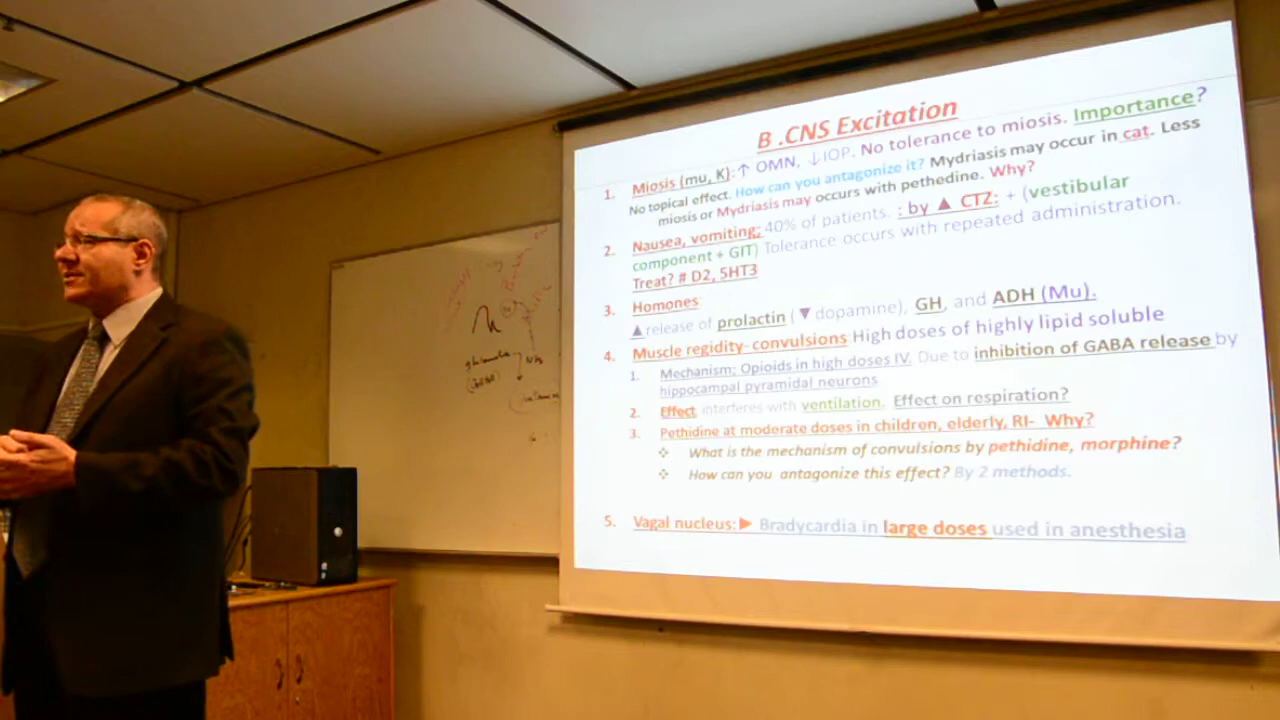 B .CNS Excitation
1. Miosis (mu, K):↑ OMN, ↓IOP. No tolerance to miosis. Importance?
No topical effect. How can you antagonize it? Mydriasis may occur in cat. Less
miosis or Mydriasis may occurs with pethedine. Why?
2. Nausea, vomiting; 40% of patients. : by ▲ CTZ: + (vestibular
component + GIT) Tolerance occurs with repeated administration.
Treat? # D2, 5HT3
3. Homones
▲release of prolactin (▼ dopamine), GH, and ADH (Mu).
4. Muscle regidity- convulsions High doses of highly lipid soluble
1. Mechanism; Opioids in high doses IV. Due to inhibition of GABA release by
hippocampal pyramidal neurons
2. Effect interferes with ventilation. Effect on respiration?
3. Pethidine at moderate doses in children, elderly, RI- Why?
❖ What is the mechanism of convulsions by pethidine, morphine?
❖ How can you antagonize this effect? By 2 methods.
5. Vagal nucleus:► Bradycardia in large doses used in anesthesia